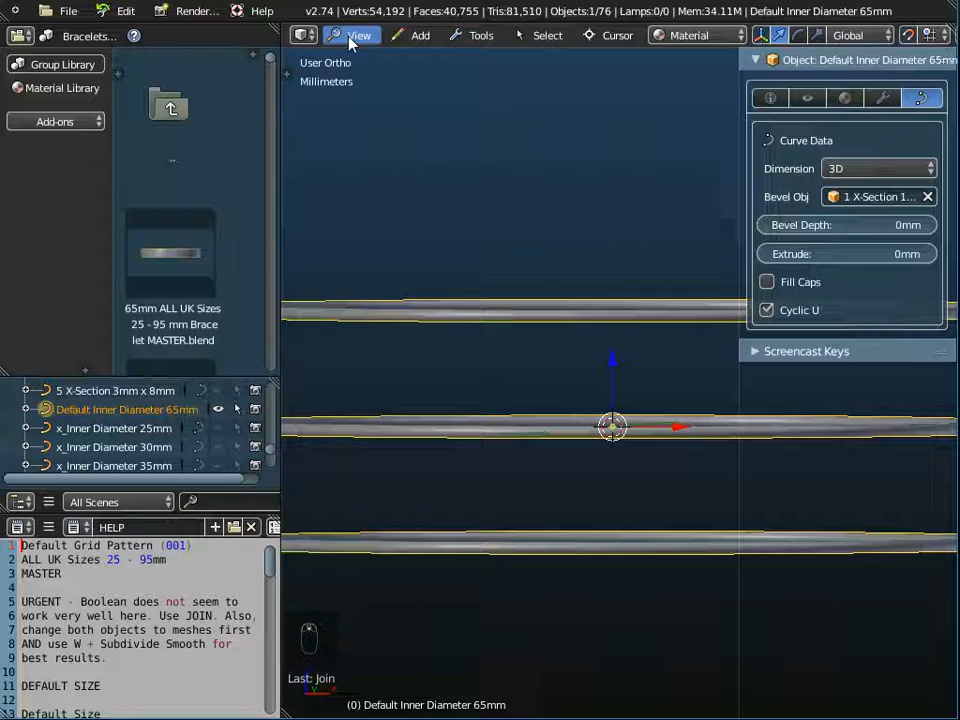 File Edit Render... Help v2.74 | Verts:54,192 | Faces:40,755 | Tris:81,510 | Objects:1/76 | Lamps:0/0 | Mem:34.11M | Default Inner Diameter 65mm
Bracelets...
View Add Tools Select Cursor Material Global
Group Library
Material Library
Add-ons
..
65mm ALL UK Sizes
25 - 95 mm Brace
let MASTER.blend
User Ortho
Millimeters
Object: Default Inner Diameter 65mm
Curve Data
Dimension 3D
Bevel Obj 1 X-Section 1...
Bevel Depth: 0mm
Extrude: 0mm
Fill Caps
Cyclic U
Screencast Keys
5 X-Section 3mm x 8mm
Default Inner Diameter 65mm
x_Inner Diameter 25mm
x_Inner Diameter 30mm
x_Inner Diameter 35mm
All Scenes
HELP
1 Default Grid Pattern (001)
2 ALL UK Sizes 25 - 95mm
3 MASTER
4
5 URGENT - Boolean does not seem to
6 work very well here. Use JOIN. Also,
7 change both objects to meshes first
8 AND use W + Subdivide Smooth for
9 best results.
10
11 DEFAULT SIZE
12
13 Default Size
Last: Join
x
y
(0) Default Inner Diameter 65mm